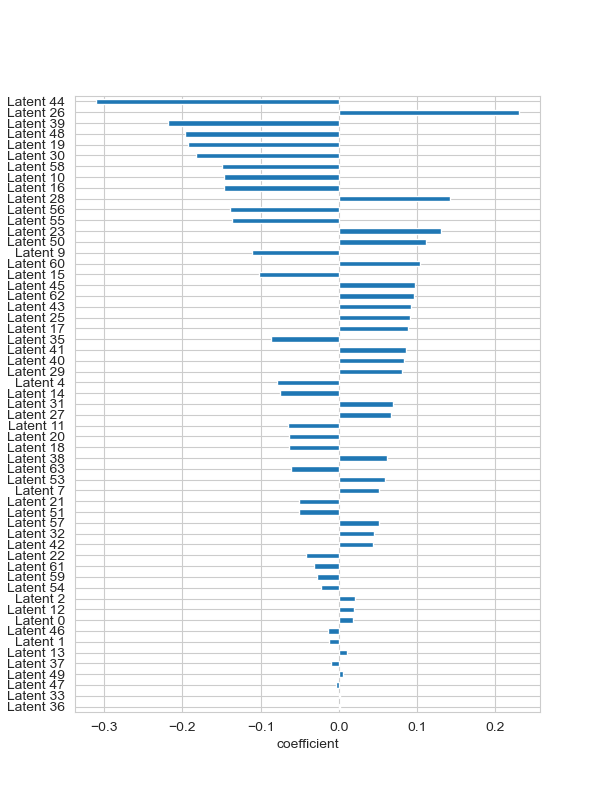 Latent 44
Latent 26
Latent 39
Latent 48
Latent 19
Latent 30
Latent 58
Latent 10
Latent 16
Latent 28
Latent 56
Latent 55
Latent 23
Latent 50
Latent 9
Latent 60
Latent 15
Latent 45
Latent 62
Latent 43
Latent 25
Latent 17
Latent 35
Latent 41
Latent 40
Latent 29
Latent 4
Latent 14
Latent 31
Latent 27
Latent 11
Latent 20
Latent 18
Latent 38
Latent 63
Latent 53
Latent 7
Latent 21
Latent 51
Latent 57
Latent 32
Latent 42
Latent 22
Latent 61
Latent 59
Latent 54
Latent 2
Latent 12
Latent 0
Latent 46
Latent 1
Latent 13
Latent 37
Latent 49
Latent 47
Latent 33
Latent 36
−0.3 −0.2 −0.1 0.0 0.1 0.2
coefficient